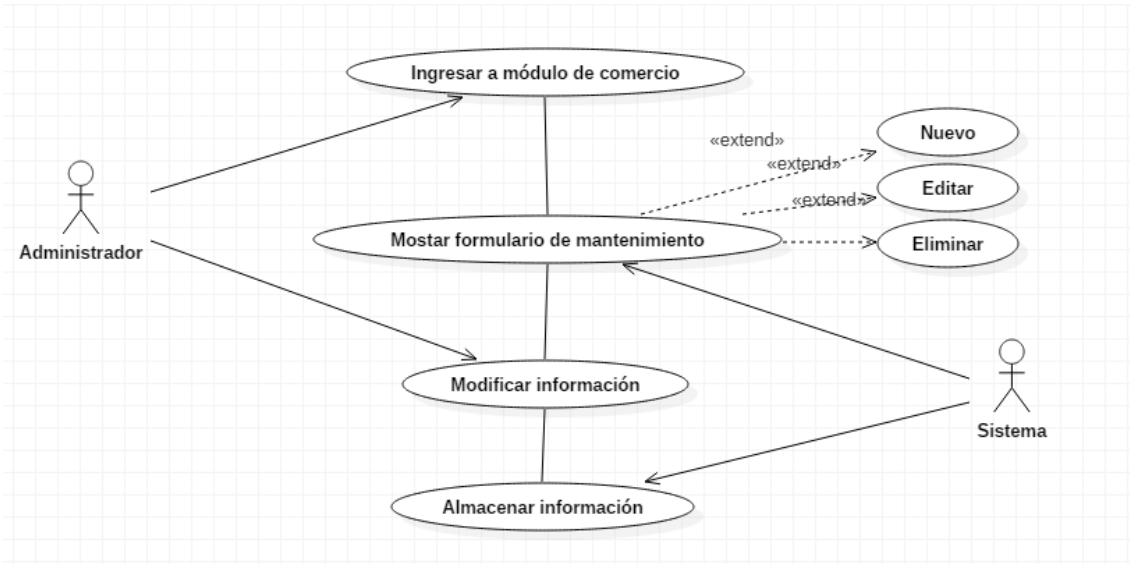 Ingresar a módulo de comercio
«extend»
Nuevo
«extend»
Editar
«extend»
Mostar formulario de mantenimiento
Eliminar
Administrador
Modificar información
Sistema
Almacenar información